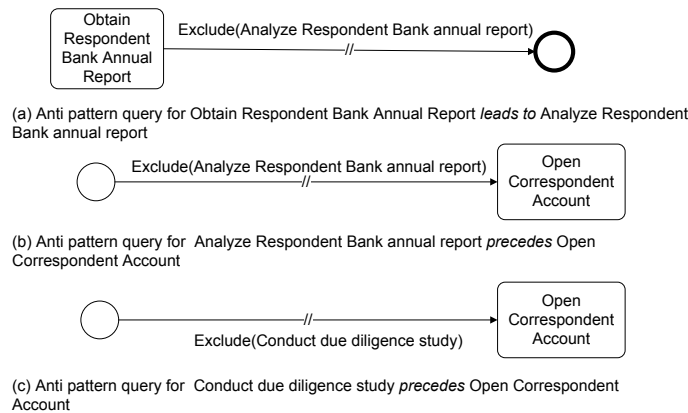 Obtain
Respondent
Bank Annual
Report
Exclude(Analyze Respondent Bank annual report)
//
(a) Anti pattern query for Obtain Respondent Bank Annual Report leads to Analyze Respondent
Bank annual report
Exclude(Analyze Respondent Bank annual report)
//
Open
Correspondent
Account
(b) Anti pattern query for Analyze Respondent Bank annual report precedes Open
Correspondent Account
//
Exclude(Conduct due diligence study)
Open
Correspondent
Account
(c) Anti pattern query for Conduct due diligence study precedes Open Correspondent
Account